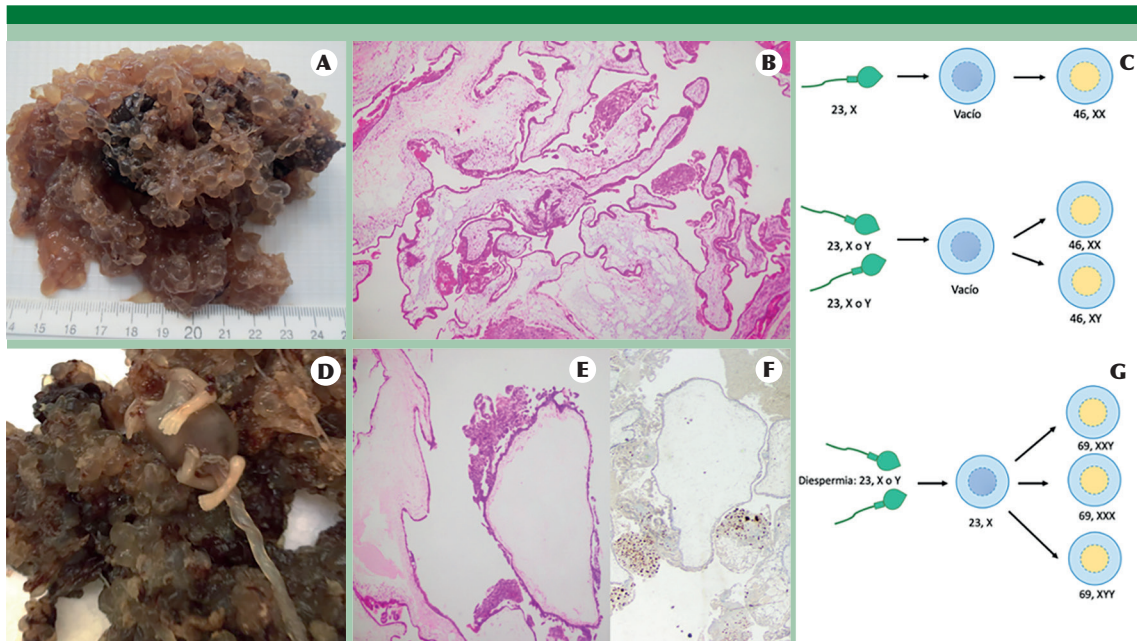 A
B
C
23, X
Vacío
46, XX
23, X o Y
23, X o Y
Vacío
46, XX
46, XY
14 15 16 17 18 19 20 21 22 23 24
D
E
F
G
Diespermia: 23, X o Y
23, X
69, XXY
69, XXX
69, XYY